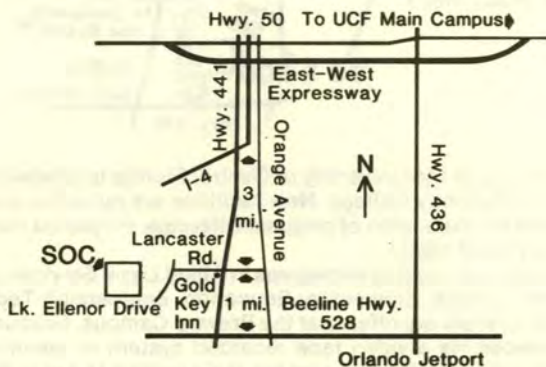 Hwy. 50 To UCF Main Campus
East-West
Expressway
Hwy. 441
Orange Avenue
Hwy. 436
N
I-4
3
mi.
Lancaster
Rd.
SOC
Gold
Key
Inn
1 mi. Beeline Hwy.
528
Lk. Ellenor Drive
Orlando Jetport